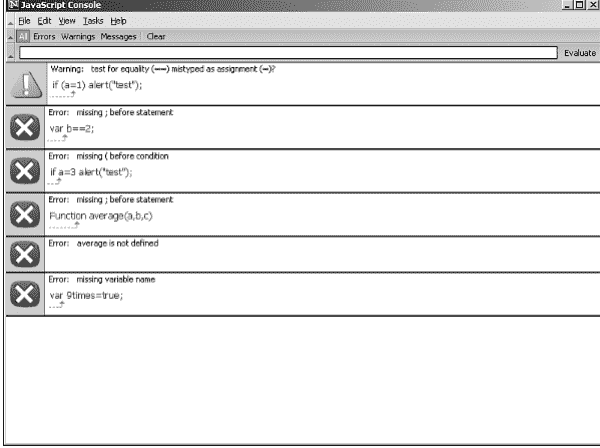 JavaScript Console
File Edit View Tasks Help
All Errors Warnings Messages Clear
Evaluate
Warning: test for equality (==) mistyped as assignment (=)?
if (a=1) alert("test");
Error: missing ; before statement
var b==2;
Error: missing ( before condition
if a=3 alert("test");
Error: missing ; before statement
Function average(a,b,c)
Error: average is not defined
Error: missing variable name
var 9times=true;